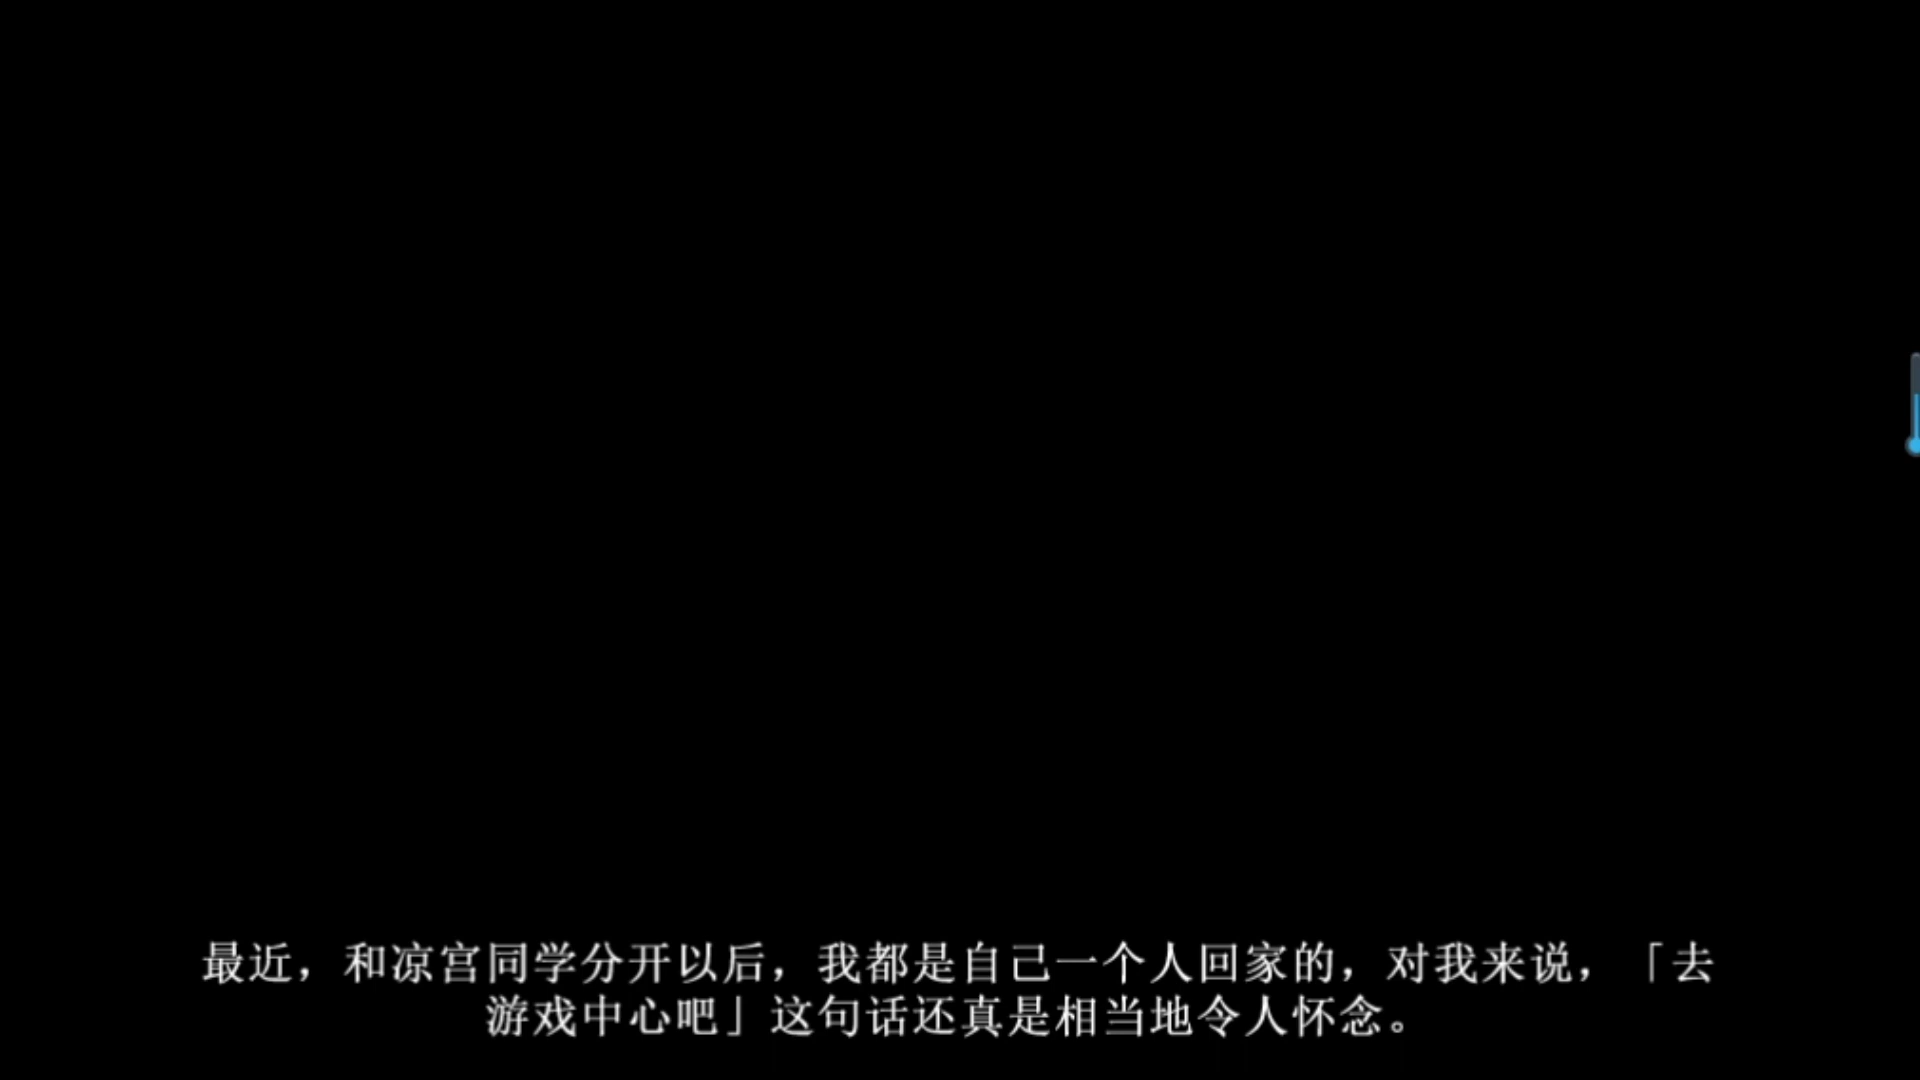 最近，和凉宫同学分开以后，我都是自己一个人回家的，对我来说，「去
游戏中心吧」这句话还真是相当地令人怀念。